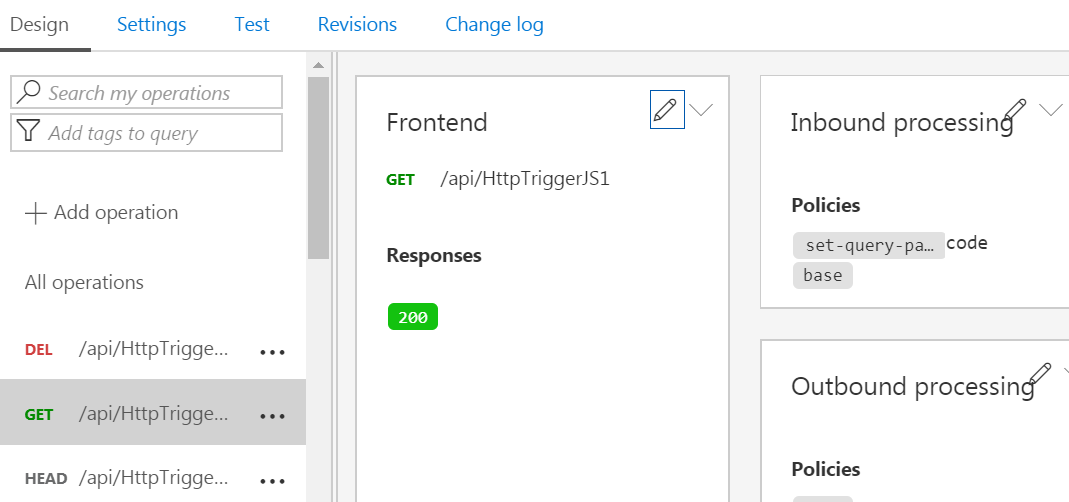 Design Settings Test Revisions Change log
Search my operations
Add tags to query
Add operation
All operations
DEL /api/HttpTrigge... ...
GET /api/HttpTrigge... ...
HEAD /api/HttpTrigge... ...
Frontend
GET /api/HttpTriggerJS1
Responses
200
Inbound processing
Policies
set-query-pa... code
base
Outbound processing
Policies